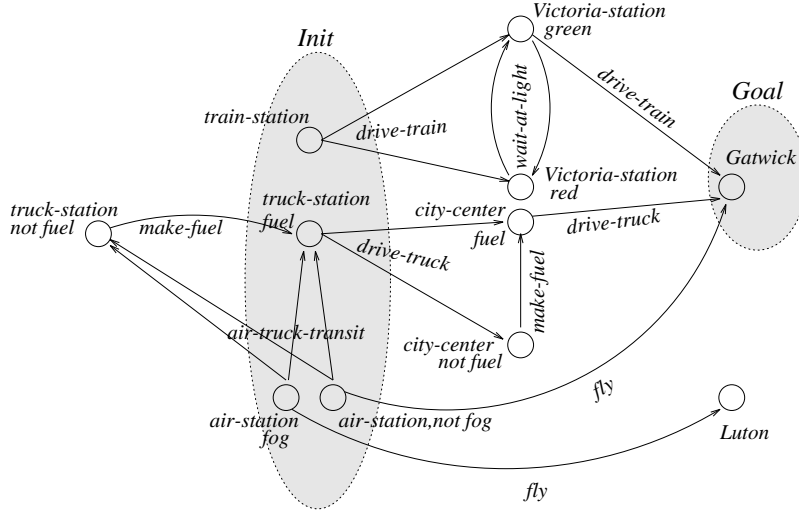 Victoria-station
green
Init
drive-train
Goal
train-station
drive-train
wait-at-light
Gatwick
Victoria-station
red
truck-station
fuel
city-center
fuel
truck-station
not fuel
make-fuel
drive-truck
drive-truck
make-fuel
air-truck-transit
city-center
not fuel
fly
air-station
fog
air-station,not fog
Luton
fly